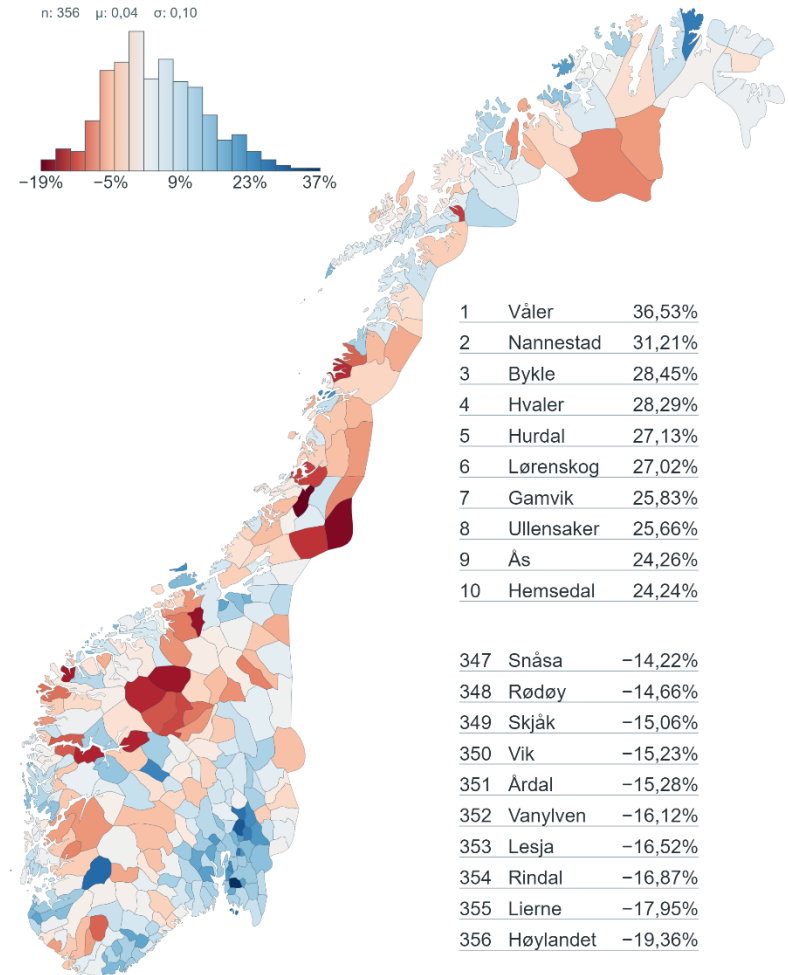 n: 356 μ: 0,04 σ: 0,10
−19% −5% 9% 23% 37%
1 Våler 36,53%
2 Nannestad 31,21%
3 Bykle 28,45%
4 Hvaler 28,29%
5 Hurdal 27,13%
6 Lørenskog 27,02%
7 Gamvik 25,83%
8 Ullensaker 25,66%
9 Ås 24,26%
10 Hemsedal 24,24%
347 Snåsa −14,22%
348 Rødøy −14,66%
349 Skjåk −15,06%
350 Vik −15,23%
351 Årdal −15,28%
352 Vanylven −16,12%
353 Lesja −16,52%
354 Rindal −16,87%
355 Lierne −17,95%
356 Høylandet −19,36%